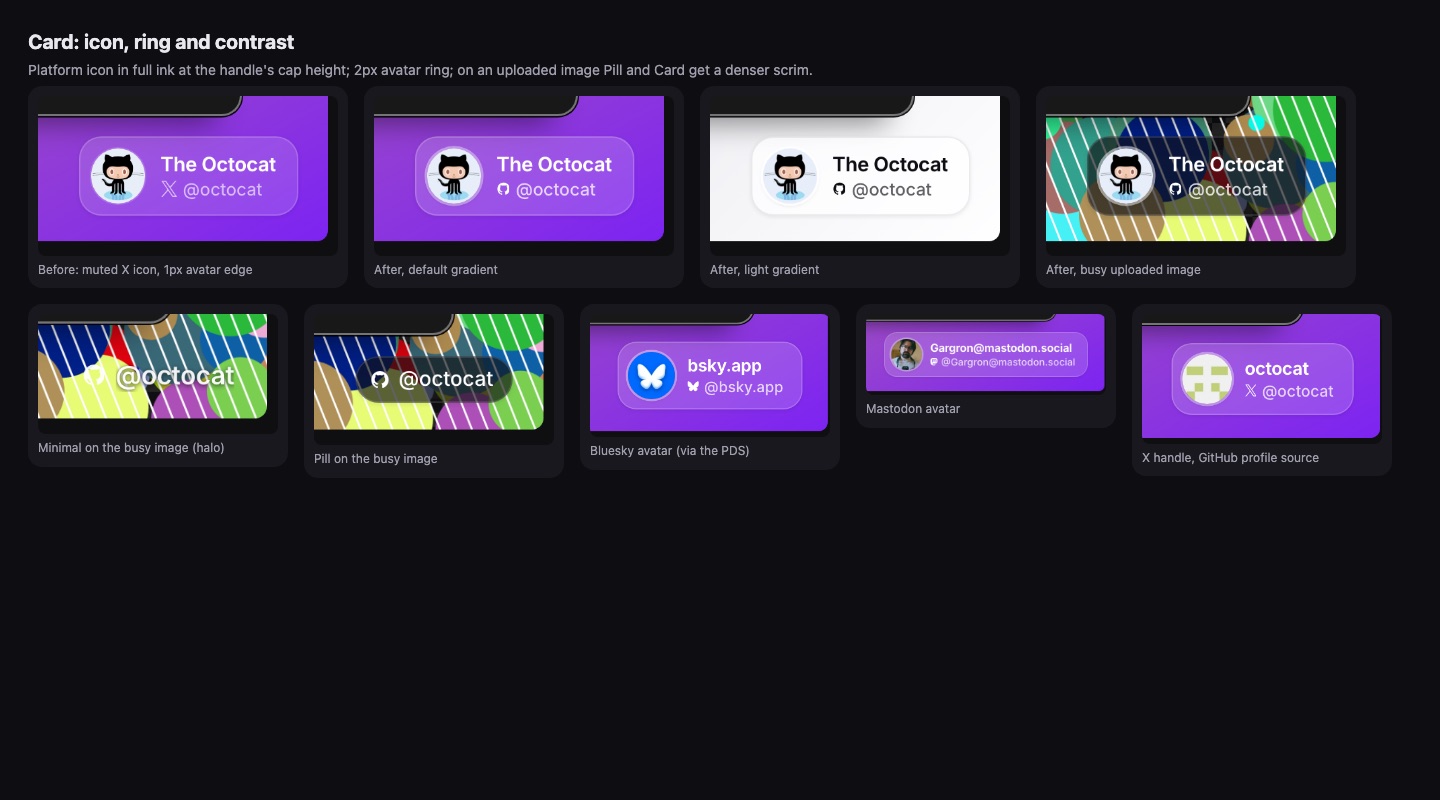 Card: icon, ring and contrast
Platform icon in full ink at the handle's cap height; 2px avatar ring; on an uploaded image Pill and Card get a denser scrim.
The Octocat
@octocat
Before: muted X icon, 1px avatar edge
The Octocat
@octocat
After, default gradient
The Octocat
@octocat
After, light gradient
The Octocat
@octocat
After, busy uploaded image
@octocat
Minimal on the busy image (halo)
@octocat
Pill on the busy image
bsky.app
@bsky.app
Bluesky avatar (via the PDS)
Gargron@mastodon.social
@Gargron@mastodon.social
Mastodon avatar
octocat
@octocat
X handle, GitHub profile source